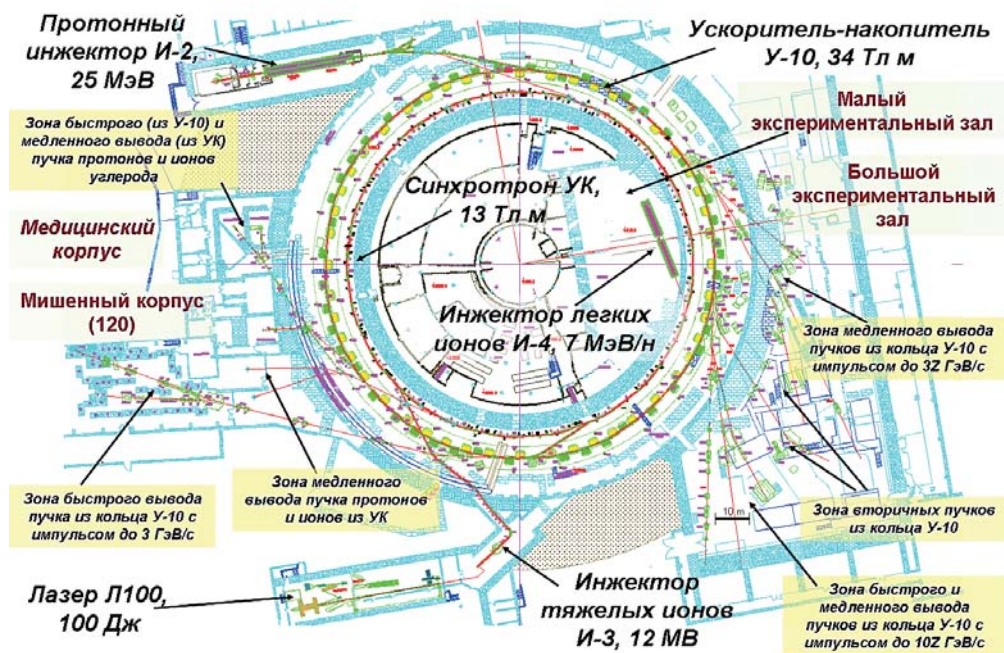 Протонный
инжектор И-2,
25 МэВ
Ускоритель-накопитель
У-10, 34 Тл м
Зона быстрого (из У-10) и
медленного вывода (из УК)
пучка протонов и ионов
углерода
Малый
экспериментальный зал
Большой
экспериментальный
зал
Синхротрон УК,
13 Тл м
Медицинский
корпус
Мишенный корпус
(120)
Инжектор легких
ионов И-4, 7 МэВ/н
Зона медленного вывода
пучков из кольца У-10 с
импульсом до 3Z ГэВ/с
Зона быстрого вывода
пучка из кольца У-10 с
импульсом до 3 ГэВ/с
Зона медленного
вывода пучка протонов
и ионов из УК
10 m
Зона вторичных пучков
из кольца У-10
Лазер Л100,
100 Дж
Инжектор
тяжелых ионов
И-3, 12 МВ
Зона быстрого и
медленного вывода
пучков из кольца У-10 с
импульсом до 10Z ГэВ/с